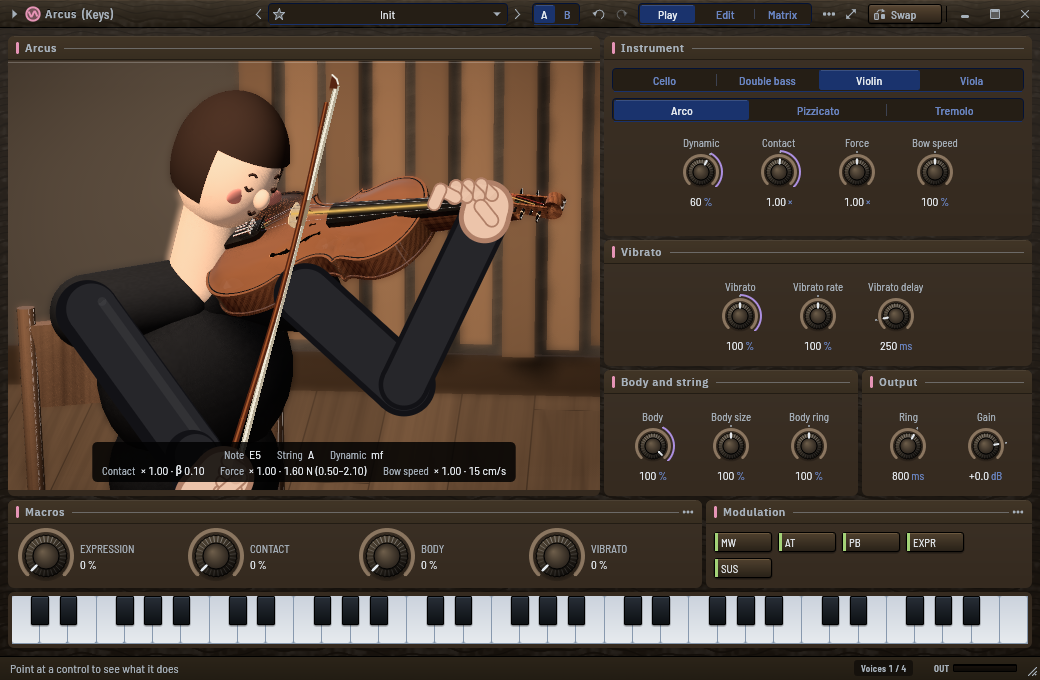 Arcus (Keys)
Init
A
B
Play
Edit
Matrix
Swap
Arcus
Instrument
Cello
Double bass
Violin
Viola
Arco
Pizzicato
Tremolo
Dynamic
Contact
Force
Bow speed
60 %
1.00 ×
1.00 ×
100 %
Vibrato
Vibrato
Vibrato rate
Vibrato delay
100 %
100 %
250 ms
Body and string
Output
Body
Body size
Body ring
Ring
Gain
100 %
100 %
100 %
800 ms
+0.0 dB
Note E5 String A Dynamic mf
Contact × 1.00 · β 0.10 Force × 1.00 · 1.60 N (0.50–2.10) Bow speed × 1.00 · 15 cm/s
Macros
Modulation
EXPRESSION
0 %
CONTACT
0 %
BODY
0 %
VIBRATO
0 %
MW
AT
PB
EXPR
SUS
Point at a control to see what it does
Voices 1 / 4
OUT